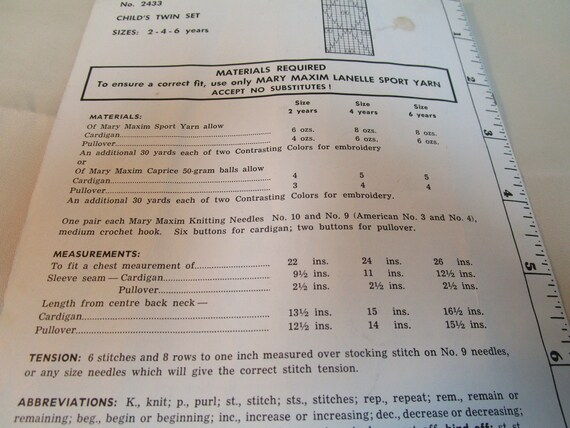 No. 2433
CHILD'S TWIN SET
SIZES: 2 - 4 - 6 years
MATERIALS REQUIRED
To ensure a correct fit, use only MARY MAXIM LANELLE SPORT YARN
ACCEPT NO SUBSTITUTES !
MATERIALS: Size 2 years Size 4 years Size 6 years
Of Mary Maxim Sport Yarn allow
Cardigan 6 ozs. 8 ozs. 8 ozs.
Pullover 4 ozs. 6 ozs. 6 ozs.
An additional 30 yards each of two Contrasting Colors for embroidery
or
Of Mary Maxim Caprice 50-gram balls allow
Cardigan 4 5 5
Pullover 3 4 4
An additional 30 yards each of two Contrasting Colors for embroidery.
One pair each Mary Maxim Knitting Needles No. 10 and No. 9 (American No. 3 and No. 4),
medium crochet hook. Six buttons for cardigan; two buttons for pullover.
MEASUREMENTS:
To fit a chest meaurement of 22 ins. 24 ins. 26 ins.
Sleeve seam — Cardigan 9½ ins. 11 ins. 12½ ins.
Pullover 2½ ins. 2½ ins. 2½ ins.
Length from centre back neck —
Cardigan 13½ ins. 15 ins. 16½ ins.
Pullover 12½ ins. 14 ins. 15½ ins.
TENSION: 6 stitches and 8 rows to one inch measured over stocking stitch on No. 9 needles,
or any size needles which will give the correct stitch tension.
ABBREVIATIONS: K., knit; p., purl; st., stitch; sts., stitches; rep., repeat; rem., remain or
remaining; beg., begin or beginning; inc., increase or increasing; dec., decrease or decreasing;
1
2
3
4
5
6